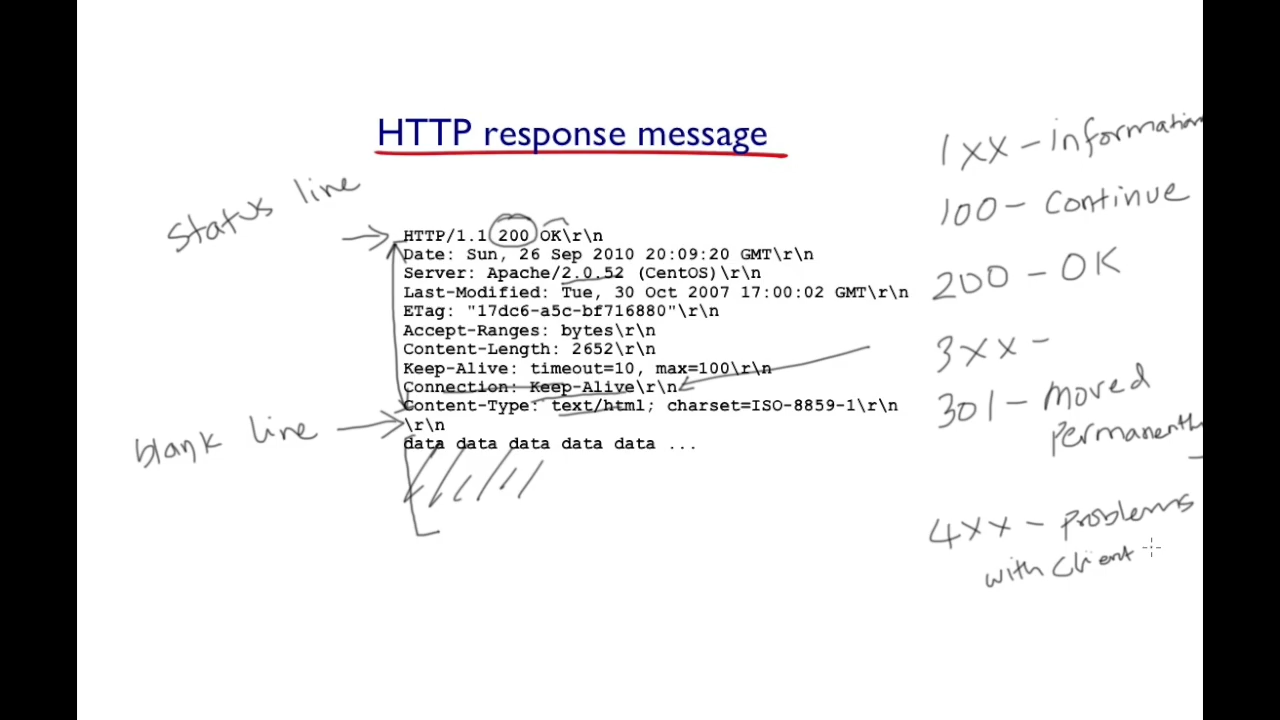 HTTP response message
status line
HTTP/1.1 200 OK\r\n
Date: Sun, 26 Sep 2010 20:09:20 GMT\r\n
Server: Apache/2.0.52 (CentOS)\r\n
Last-Modified: Tue, 30 Oct 2007 17:00:02 GMT\r\n
ETag: "17dc6-a5c-bf716880"\r\n
Accept-Ranges: bytes\r\n
Content-Length: 2652\r\n
Keep-Alive: timeout=10, max=100\r\n
Connection: Keep-Alive\r\n
Content-Type: text/html; charset=ISO-8859-1\r\n
\r\n
data data data data data ...
blank line
1xx - information
100 - Continue
200 - OK
3xx -
301 - Moved
Permanently
4xx - Problems
with client